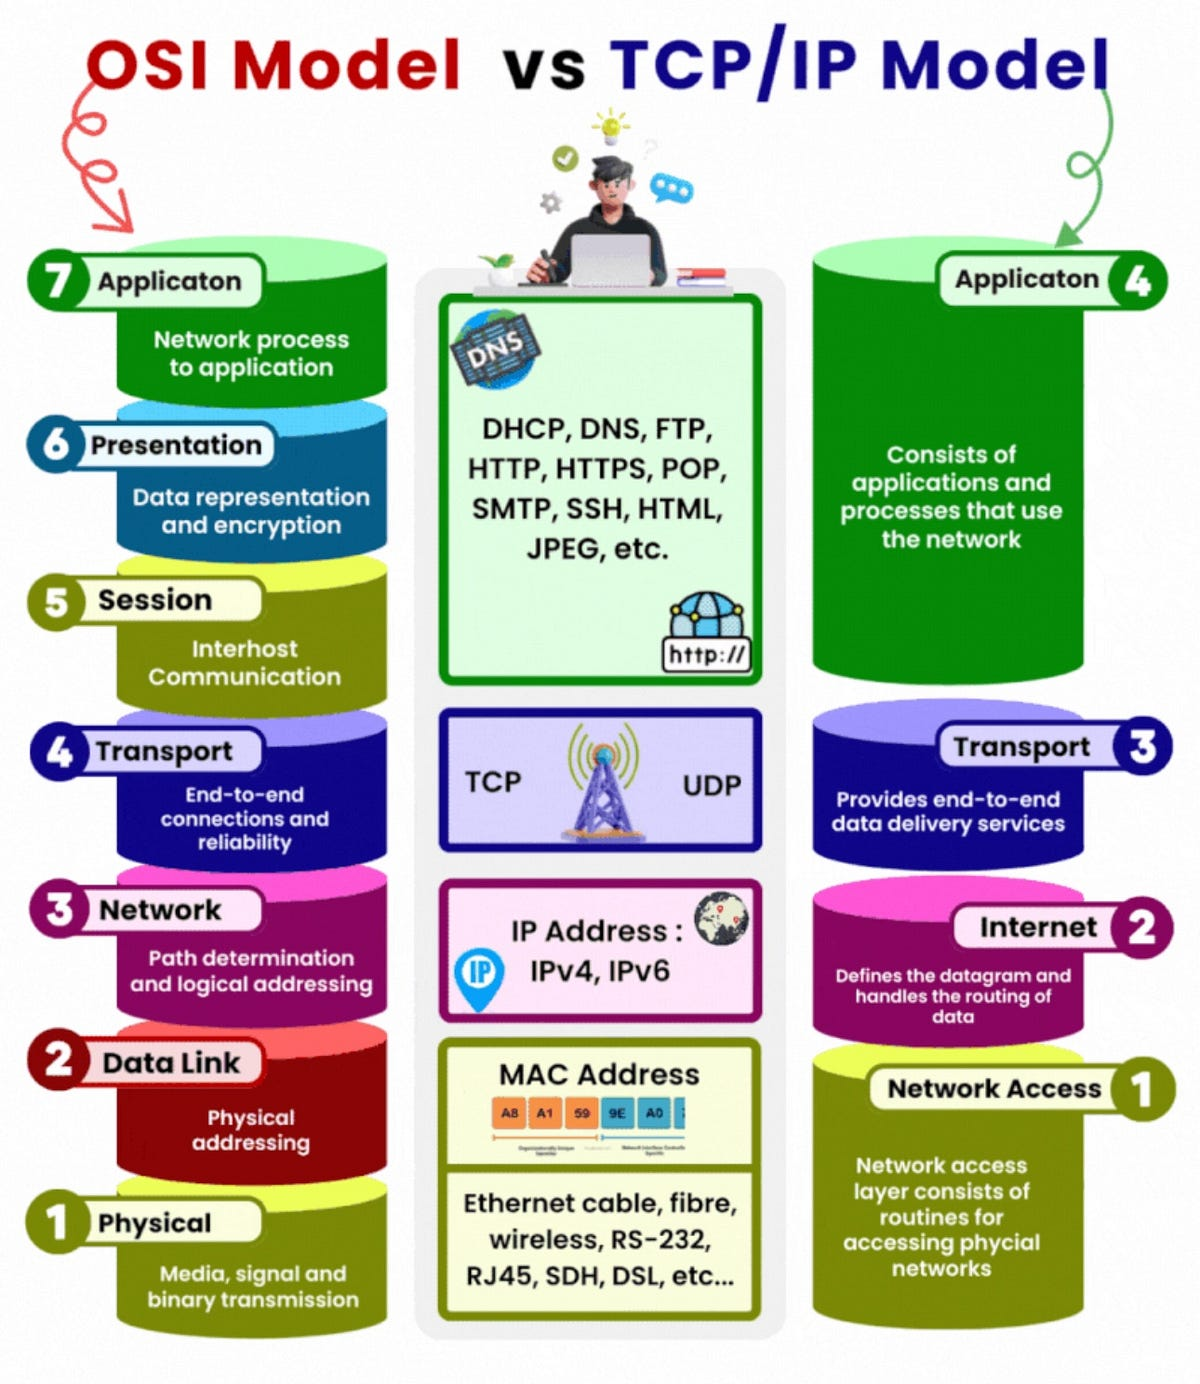 OSI Model vs TCP/IP Model
7 Applicaton
Network process
to application
6 Presentation
Data representation
and encryption
5 Session
Interhost
Communication
4 Transport
End-to-end
connections and
reliability
3 Network
Path determination
and logical addressing
2 Data Link
Physical
addressing
1 Physical
Media, signal and
binary transmission
DNS
DHCP, DNS, FTP,
HTTP, HTTPS, POP,
SMTP, SSH, HTML,
JPEG, etc.
http://
TCP
UDP
IP Address :
IP
IPv4, IPv6
MAC Address
A8 A1 59 9E A0
Ethernet cable, fibre,
wireless, RS-232,
RJ45, SDH, DSL, etc...
Applicaton 4
Consists of
applications and
processes that use
the network
Transport 3
Provides end-to-end
data delivery services
Internet 2
Defines the datagram and
handles the routing of
data
Network Access 1
Network access
layer consists of
routines for
accessing phycial
networks